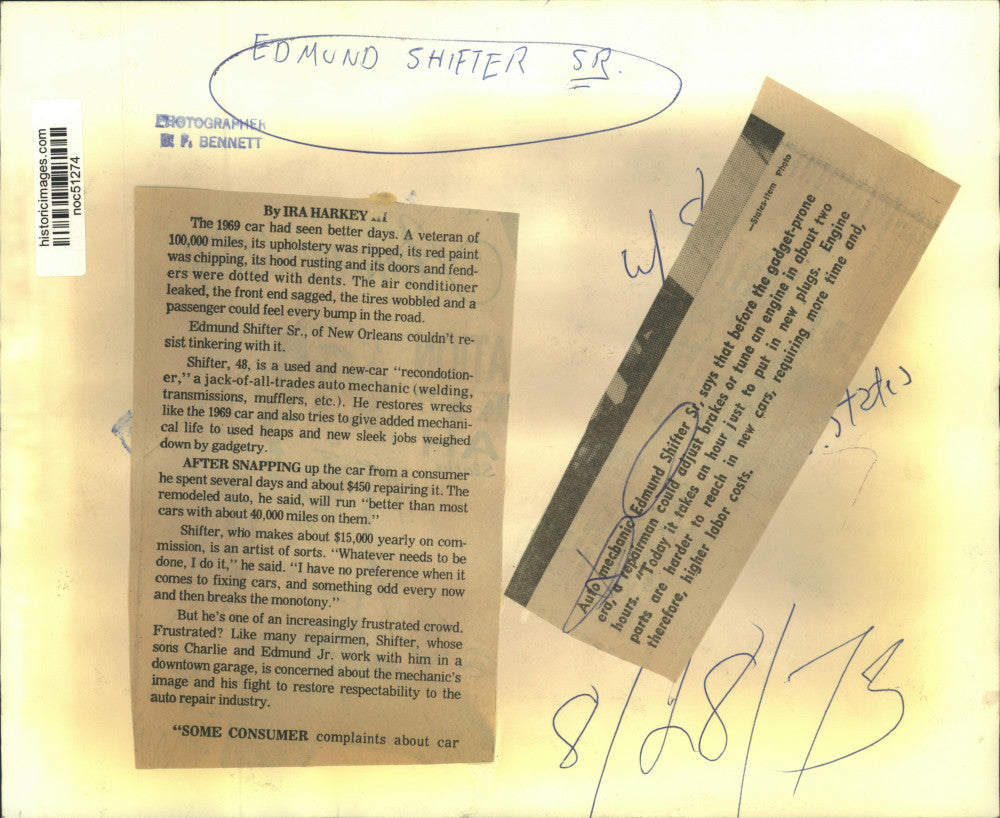 EDMUND SHIFTER SR.
PHOTOGRAPHER
P. BENNETT
historicimages.com
noc51274
By IRA HARKEY III
The 1969 car had seen better days. A veteran of
100,000 miles, its upholstery was ripped, its red paint
was chipping, its hood rusting and its doors and fend-
ers were dotted with dents. The air conditioner
leaked, the front end sagged, the tires wobbled and a
passenger could feel every bump in the road.
Edmund Shifter Sr., of New Orleans couldn't re-
sist tinkering with it.
Shifter, 48, is a used and new-car “recondition-
er,” a jack-of-all-trades auto mechanic (welding,
transmissions, mufflers, etc.). He restores wrecks
like the 1969 car and also tries to give added mechani-
cal life to used heaps and new sleek jobs weighed
down by gadgetry.
AFTER SNAPPING up the car from a consumer
he spent several days and about $450 repairing it. The
remodeled auto, he said, will run “better than most
cars with about 40,000 miles on them.”
Shifter, who makes about $15,000 yearly on com-
mission, is an artist of sorts. “Whatever needs to be
done, I do it,” he said. “I have no preference when it
comes to fixing cars, and something odd every now
and then breaks the monotony.”
But he's one of an increasingly frustrated crowd.
Frustrated? Like many repairmen, Shifter, whose
sons Charlie and Edmund Jr. work with him in a
downtown garage, is concerned about the mechanic's
image and his fight to restore respectability to the
auto repair industry.
“SOME CONSUMER complaints about car
—States-Item Photo
Auto mechanic Edmund Shifter Sr. says that before the gadget-prone
era, a repairman could adjust brakes or tune an engine in about two
hours. “Today it takes an hour just to put in new plugs. Engine
parts are harder to reach in new cars, requiring more time and,
therefore, higher labor costs.
w/
states
8/28/73